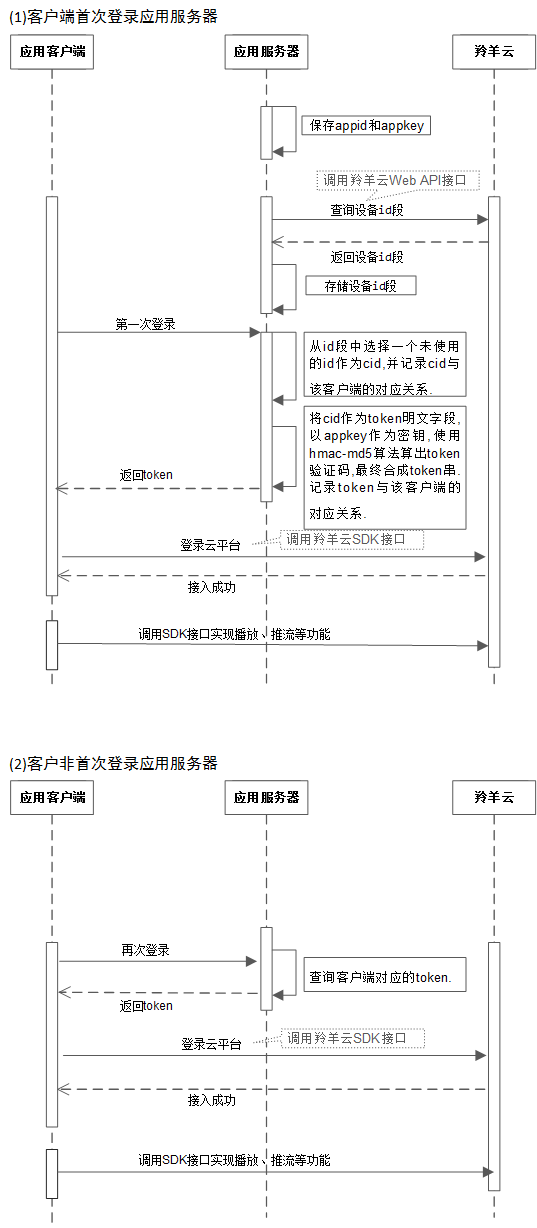 (1)客户端首次登录应用服务器
应用客户端
应用服务器
羚羊云
保存appid和appkey
调用羚羊云Web API接口
查询设备id段
返回设备id段
存储设备id段
第一次登录
从id段中选择一个未使用
的id作为cid,并记录cid与
该客户端的对应关系.
将cid作为token明文字段,
以appkey作为密钥,使用
hmac-md5算法算出token
验证码,最终合成token串.
记录token与该客户端的
对应关系.
返回token
调用羚羊云SDK接口
登录云平台
接入成功
调用SDK接口实现播放、推流等功能
(2)客户非首次登录应用服务器
应用客户端
应用服务器
羚羊云
再次登录
查询客户端对应的token.
返回token
调用羚羊云SDK接口
登录云平台
接入成功
调用SDK接口实现播放、推流等功能